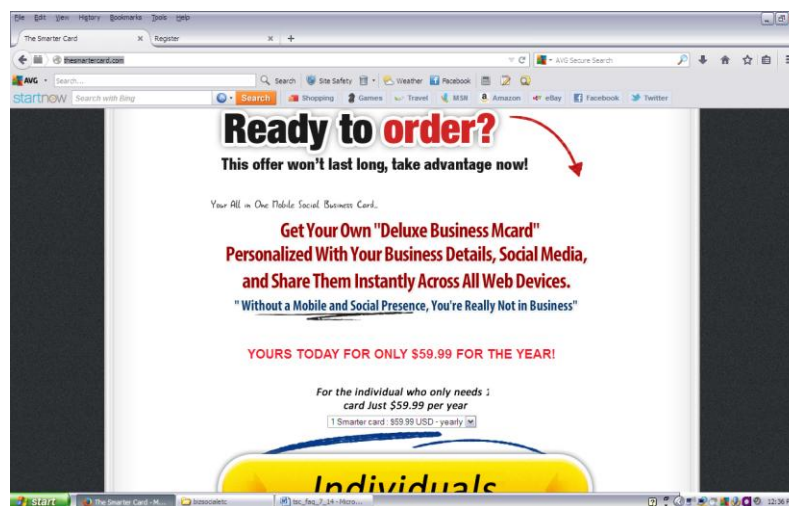 File Edit View History Bookmarks Tools Help
The Smarter Card x Register x +
thesmartercard.com
AVG Secure Search
AVG Search... Search Site Safety Weather Facebook
startnow Search with Bing Search Shopping Games Travel MSN Amazon eBay Facebook Twitter
Ready to order?
This offer won't last long, take advantage now!
Your All in One Mobile Social Business Card..
Get Your Own "Deluxe Business Mcard"
Personalized With Your Business Details, Social Media,
and Share Them Instantly Across All Web Devices.
"Without a Mobile and Social Presence, You're Really Not in Business"
YOURS TODAY FOR ONLY $59.99 FOR THE YEAR!
For the individual who only needs 1
card Just $59.99 per year
1 Smarter card : $59.99 USD - yearly
Individuals
start The Smarter Card - M... bizsocialetc tsc_faq_7_14 - Micro... 12:36 P